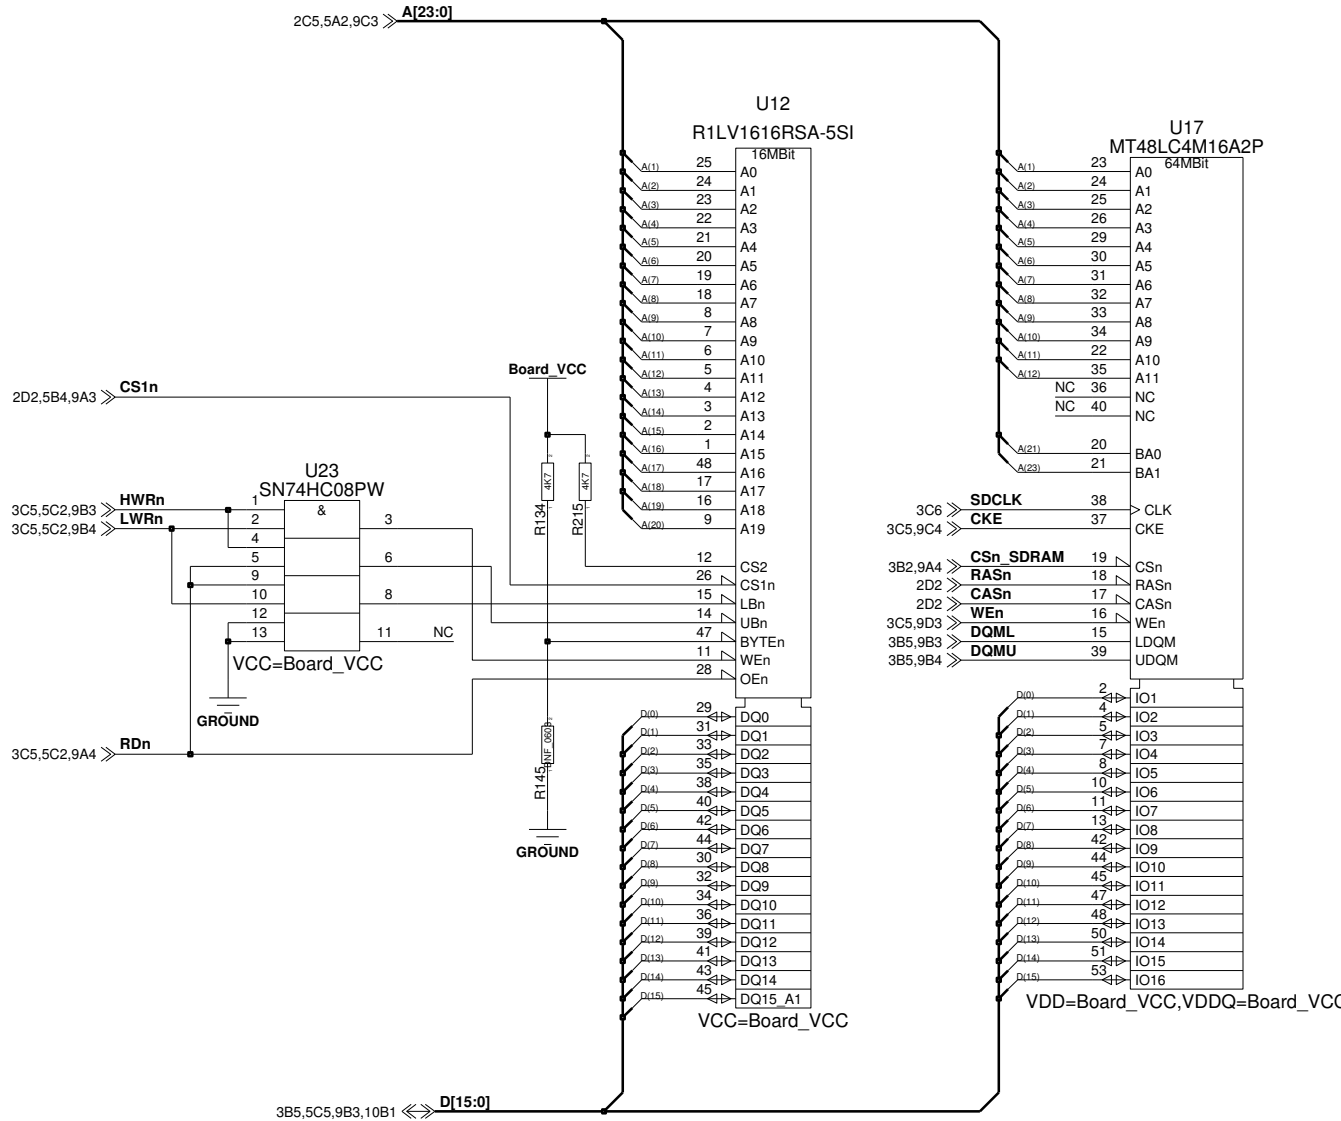 2C5,5A2,9C3 A[23:0]
U12
R1LV1616RSA-5SI
16MBit
A(1) 25 A0
A(2) 24 A1
A(3) 23 A2
A(4) 22 A3
A(5) 21 A4
A(6) 20 A5
A(7) 19 A6
A(8) 18 A7
A(9) 8 A8
A(10) 7 A9
A(11) 6 A10
A(12) 5 A11
A(13) 4 A12
A(14) 3 A13
A(15) 2 A14
A(16) 1 A15
A(17) 48 A16
A(18) 17 A17
A(19) 16 A18
A(20) 9 A19
12 CS2
26 CS1n
15 LBn
14 UBn
47 BYTEn
11 WEn
28 OEn
D(0) 29 DQ0
D(1) 31 DQ1
D(2) 33 DQ2
D(3) 35 DQ3
D(4) 38 DQ4
D(5) 40 DQ5
D(6) 42 DQ6
D(7) 44 DQ7
D(8) 30 DQ8
D(9) 32 DQ9
D(10) 34 DQ10
D(11) 36 DQ11
D(12) 39 DQ12
D(13) 41 DQ13
D(14) 43 DQ14
D(15) 45 DQ15_A1
VCC=Board_VCC
U17
MT48LC4M16A2P
64MBit
A(1) 23 A0
A(2) 24 A1
A(3) 25 A2
A(4) 26 A3
A(5) 29 A4
A(6) 30 A5
A(7) 31 A6
A(8) 32 A7
A(9) 33 A8
A(10) 34 A9
A(11) 22 A10
A(12) 35 A11
NC 36 NC
NC 40 NC
A(21) 20 BA0
A(23) 21 BA1
3C6 SDCLK 38 CLK
3C5,9C4 CKE 37 CKE
3B2,9A4 CSn_SDRAM 19 CSn
2D2 RASn 18 RASn
2D2 CASn 17 CASn
3C5,9D3 WEn 16 WEn
3B5,9B3 DQML 15 LDQM
3B5,9B4 DQMU 39 UDQM
D(0) 2 IO1
D(1) 4 IO2
D(2) 5 IO3
D(3) 7 IO4
D(4) 8 IO5
D(5) 10 IO6
D(6) 11 IO7
D(7) 13 IO8
D(8) 42 IO9
D(9) 44 IO10
D(10) 45 IO11
D(11) 47 IO12
D(12) 48 IO13
D(13) 50 IO14
D(14) 51 IO15
D(15) 53 IO16
VDD=Board_VCC,VDDQ=Board_VCC
Board_VCC
2D2,5B4,9A3 CS1n
4K7
R134
4K7
R215
U23
SN74HC08PW
&
3C5,5C2,9B3 HWRn 1
3C5,5C2,9B4 LWRn 2 3
4
5 6
9
10 8
12
13 11 NC
VCC=Board_VCC
GROUND
3C5,5C2,9A4 RDn
R145
GROUND
3B5,5C5,9B3,10B1 D[15:0]